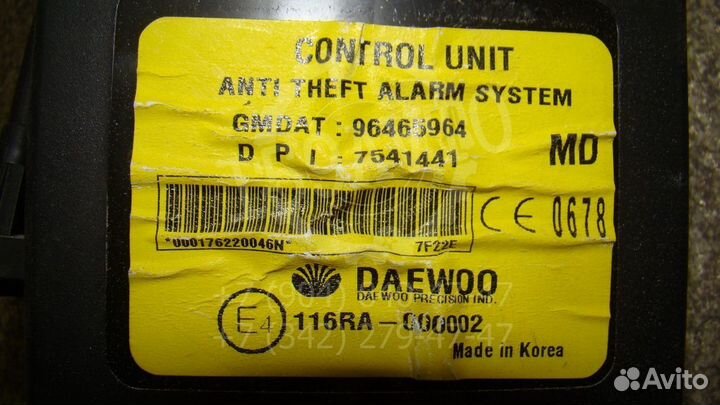 CONTROL UNIT
ANTI THEFT ALARM SYSTEM
GMDAT : 96465964
D P I : 7541441
MD
*000176220046N*
7F22E
CE 0678
DAEWOO
DAEWOO PRECISION IND.
E4 116RA-000002
Made in Korea
Avito